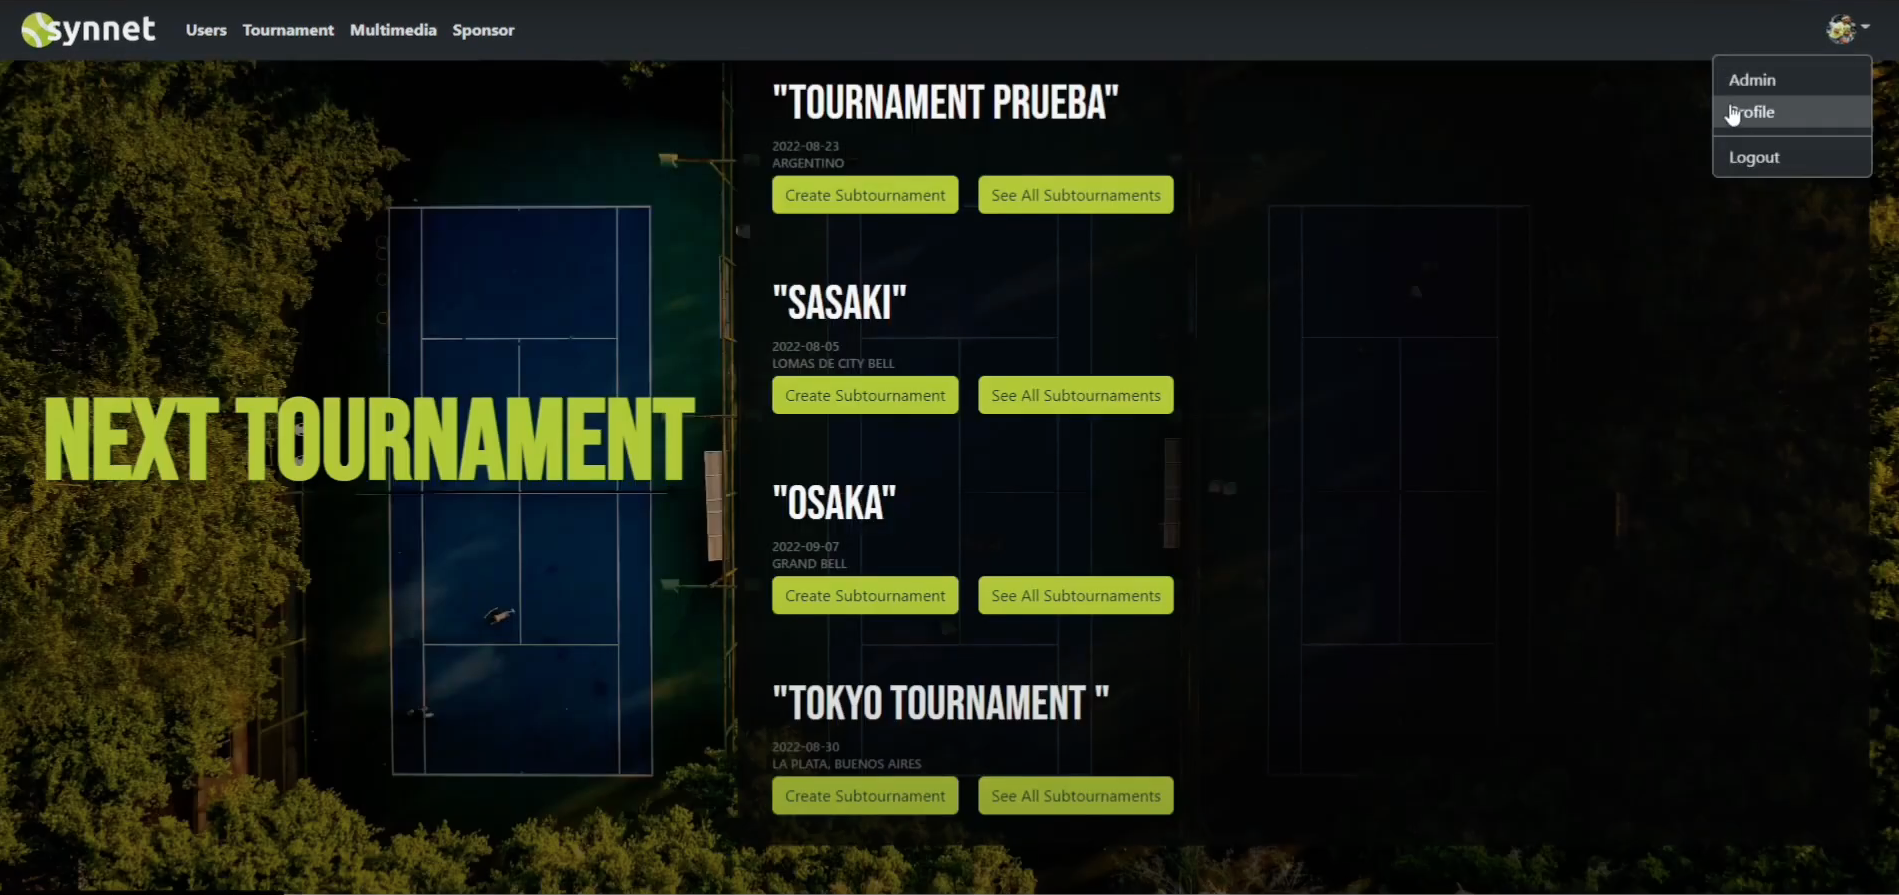 synnet
Users Tournament Multimedia Sponsor
Admin
Profile
Logout
NEXT TOURNAMENT
"TOURNAMENT PRUEBA"
2022-08-23
ARGENTINO
Create Subtournament See All Subtournaments
"SASAKI"
2022-08-05
LOMAS DE CITY BELL
Create Subtournament See All Subtournaments
"OSAKA"
2022-09-07
GRAND BELL
Create Subtournament See All Subtournaments
"TOKYO TOURNAMENT "
2022-08-30
LA PLATA, BUENOS AIRES
Create Subtournament See All Subtournaments